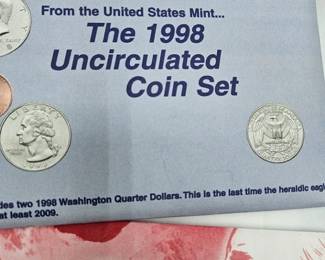 From the United States Mint...
The 1998
Uncirculated
Coin Set
LIBERTY
two 1998 Washington Quarter Dollars. This is the last time the heraldic
at least 2009.